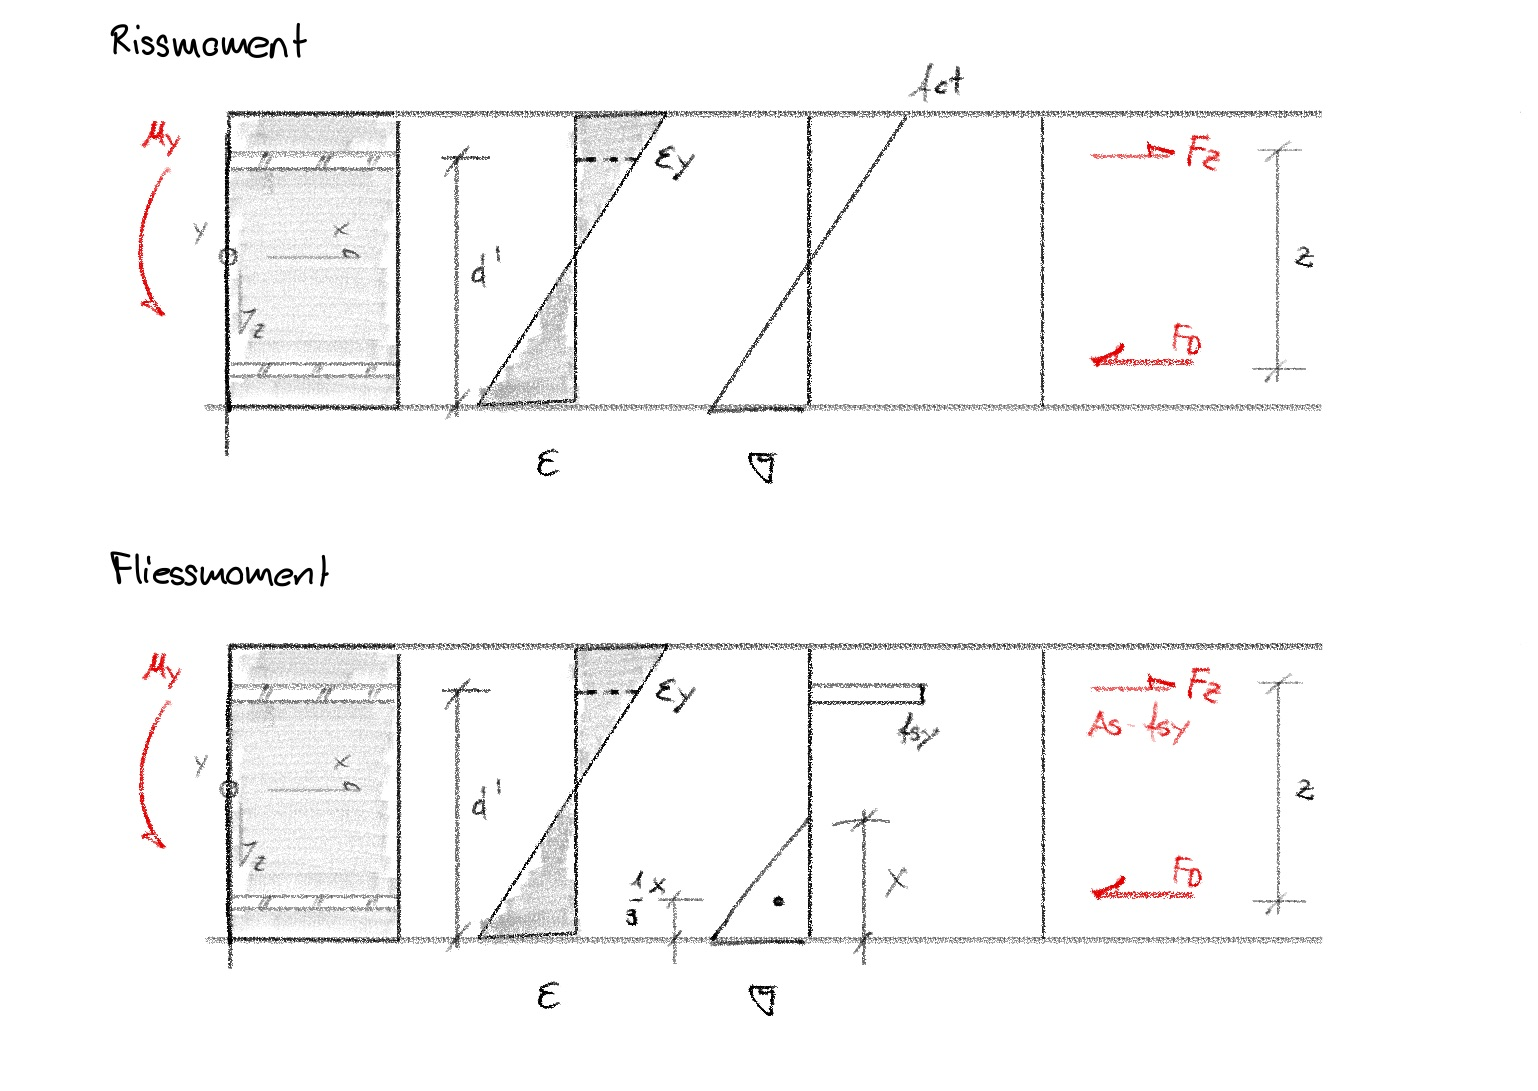 Rissmoment
fct
My
Fz
εy
y
x
d'
z
z
FD
ε
σ
Fliessmoment
My
Fz
εy
As · fsy
fsy
y
x
d'
z
z
1/3 x
x
FD
ε
σ